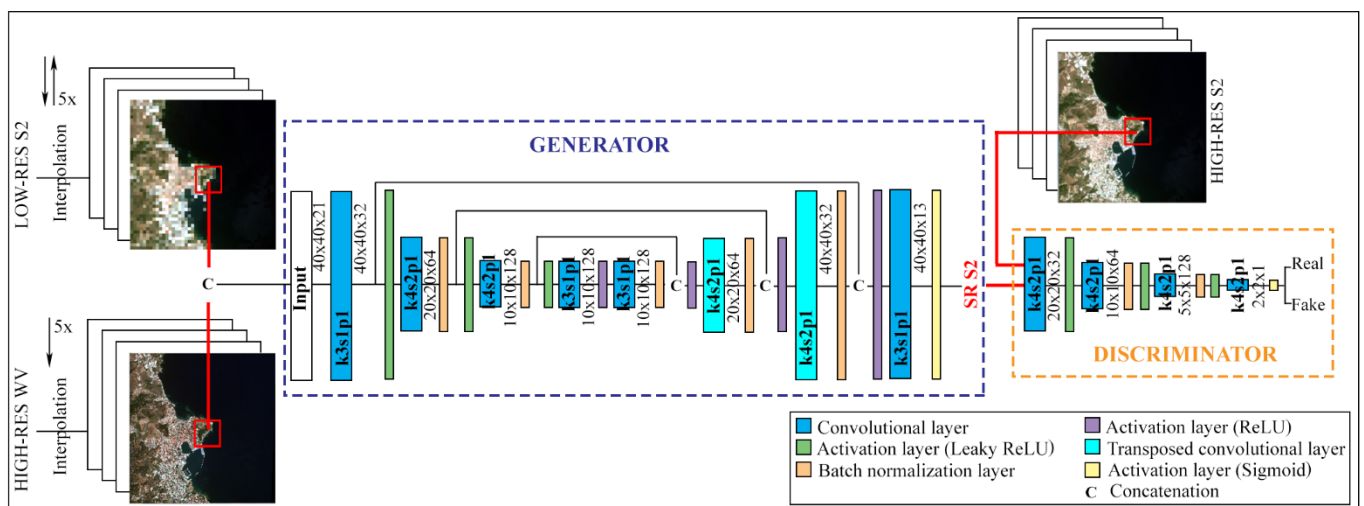 5x
LOW-RES S2
Interpolation
C
5x
HIGH-RES WV
Interpolation
GENERATOR
Input
40x40x21
k3s1p1
40x40x32
k4s2p1
20x20x64
k4s2p1
10x10x128
k3s1p1
10x10x128
k3s1p1
10x10x128
C
k4s2p1
20x20x64
C
k4s2p1
40x40x32
C
k3s1p1
40x40x13
SR S2
HIGH-RES S2
k4s2p1
20x20x32
k4s2p1
10x10x64
k4s2p1
5x5x128
k4s2p1
2x2x1
Real
Fake
DISCRIMINATOR
Convolutional layer
Activation layer (Leaky ReLU)
Batch normalization layer
Activation layer (ReLU)
Transposed convolutional layer
Activation layer (Sigmoid)
C Concatenation